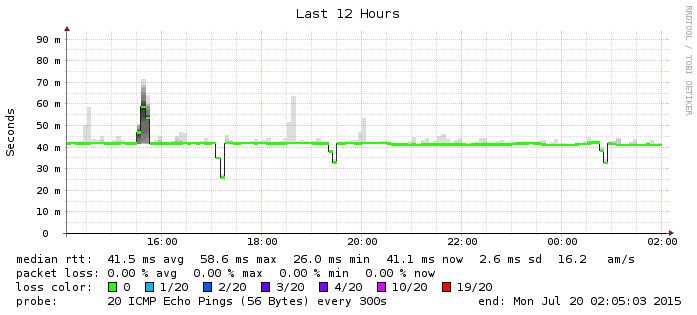 Last 12 Hours
RRDTOOL / TOBI OETIKER
Seconds
90 m
80 m
70 m
60 m
50 m
40 m
30 m
20 m
10 m
0
16:00 18:00 20:00 22:00 00:00 02:00
median rtt: 41.5 ms avg 58.6 ms max 26.0 ms min 41.1 ms now 2.6 ms sd 16.2 am/s
packet loss: 0.00 % avg 0.00 % max 0.00 % min 0.00 % now
loss color: 0 1/20 2/20 3/20 4/20 10/20 19/20
probe: 20 ICMP Echo Pings (56 Bytes) every 300s end: Mon Jul 20 02:05:03 2015